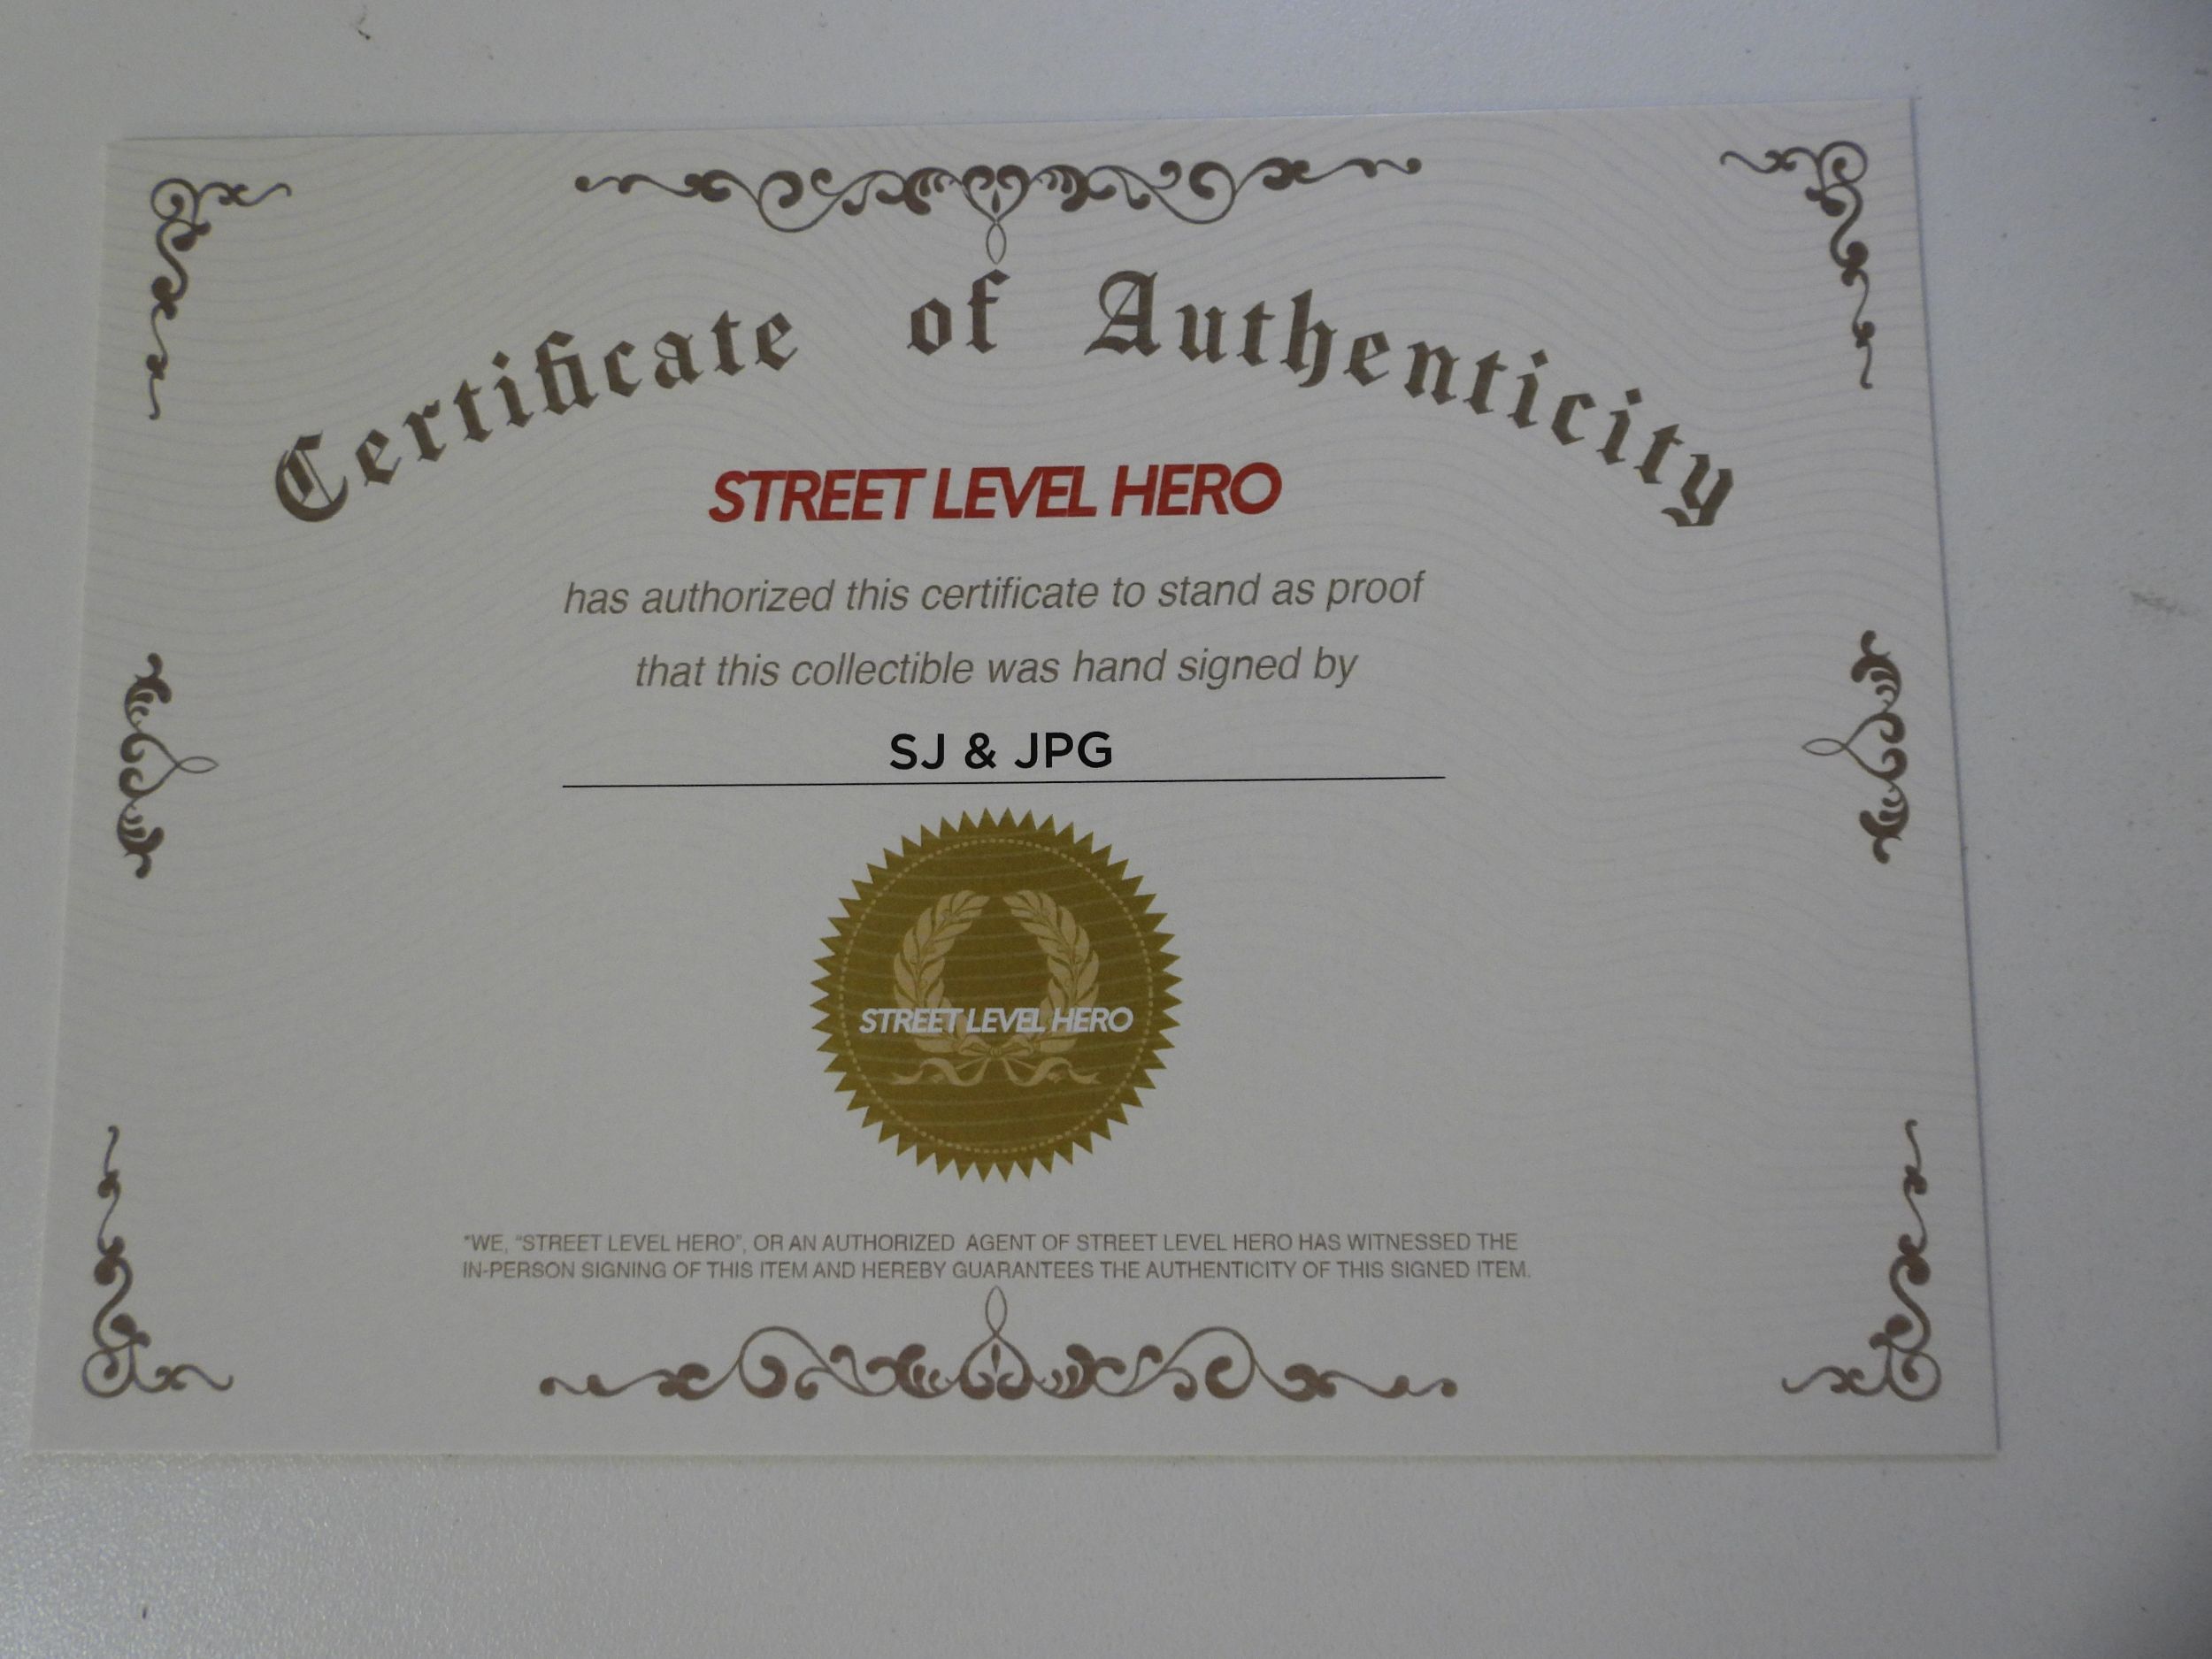 Certificate of Authenticity
STREET LEVEL HERO
has authorized this certificate to stand as proof
that this collectible was hand signed by
SJ & JPG
STREET LEVEL HERO
*WE, "STREET LEVEL HERO", OR AN AUTHORIZED AGENT OF STREET LEVEL HERO HAS WITNESSED THE
IN-PERSON SIGNING OF THIS ITEM AND HEREBY GUARANTEES THE AUTHENTICITY OF THIS SIGNED ITEM.